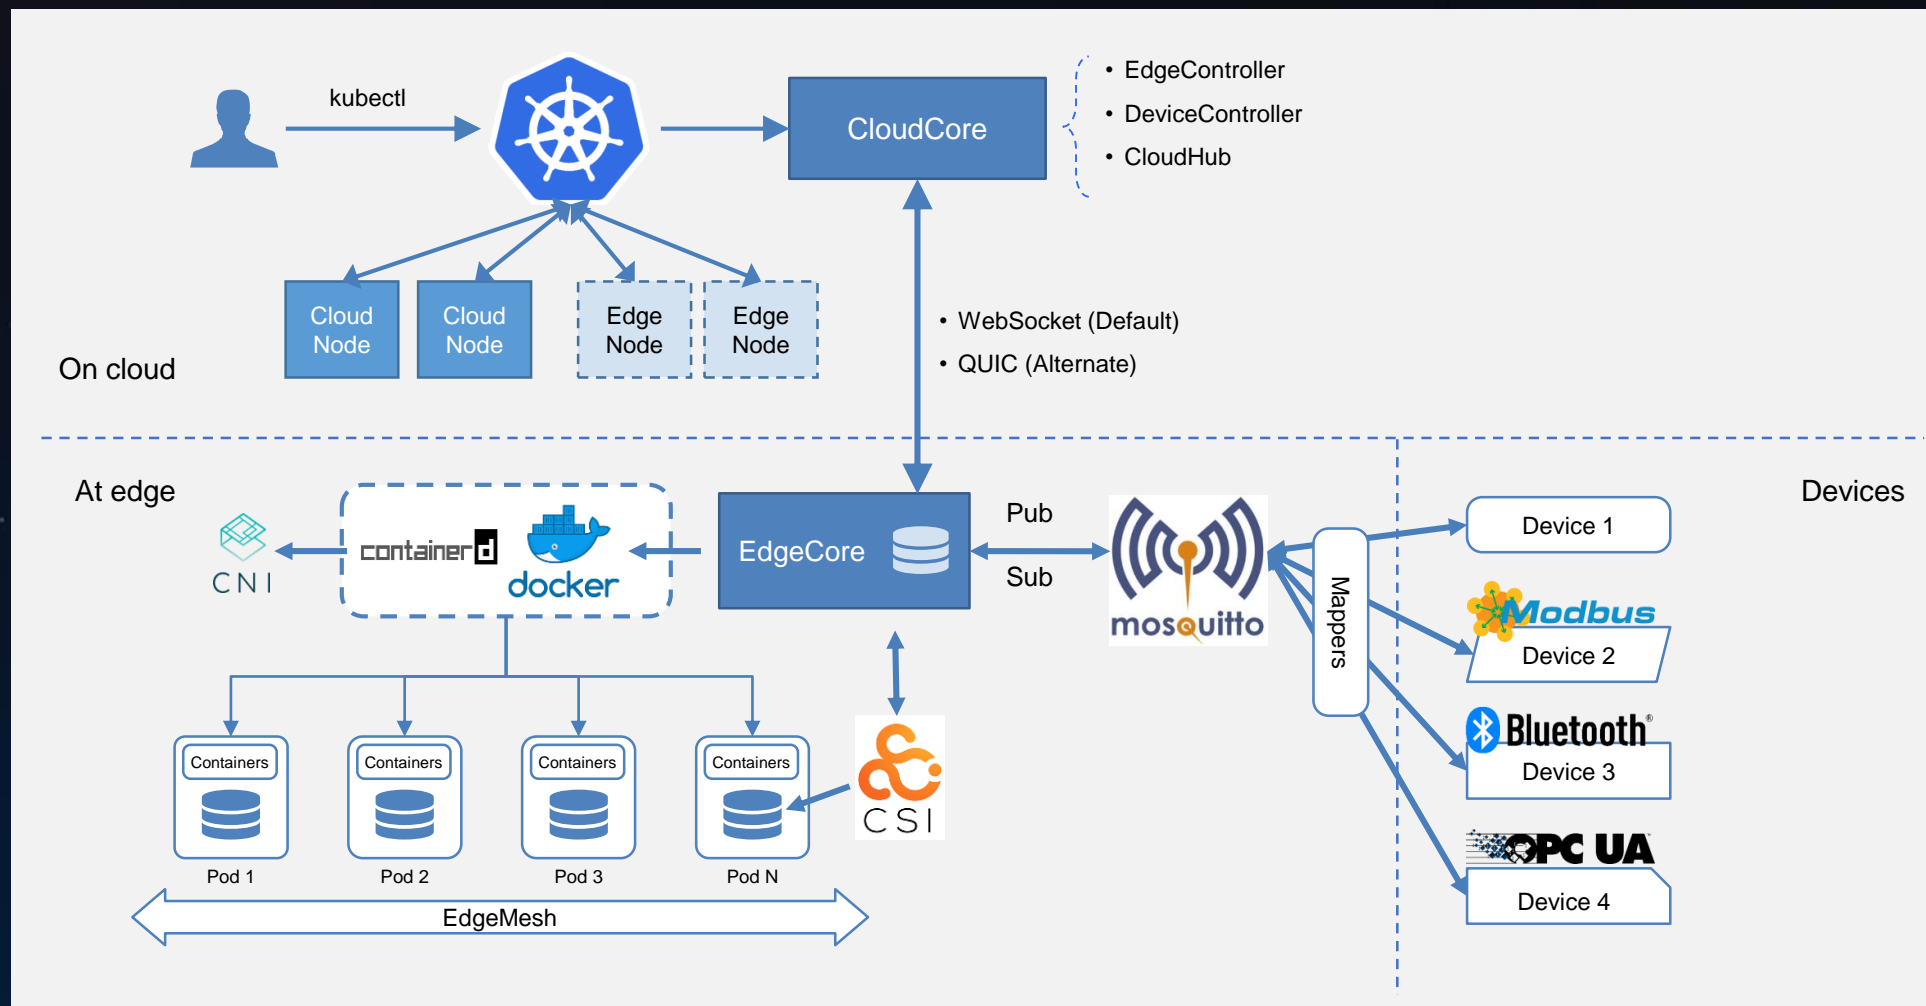 kubectl
CloudCore
• EdgeController
• DeviceController
• CloudHub
Cloud
Node
Cloud
Node
Edge
Node
Edge
Node
• WebSocket (Default)
• QUIC (Alternate)
On cloud
At edge
Devices
CNI
containerd
docker
EdgeCore
Pub
Sub
mosquitto
Mappers
Device 1
Modbus
Device 2
Bluetooth®
Device 3
OPC UA
Device 4
Containers
Containers
Containers
Containers
CSI
Pod 1
Pod 2
Pod 3
Pod N
EdgeMesh